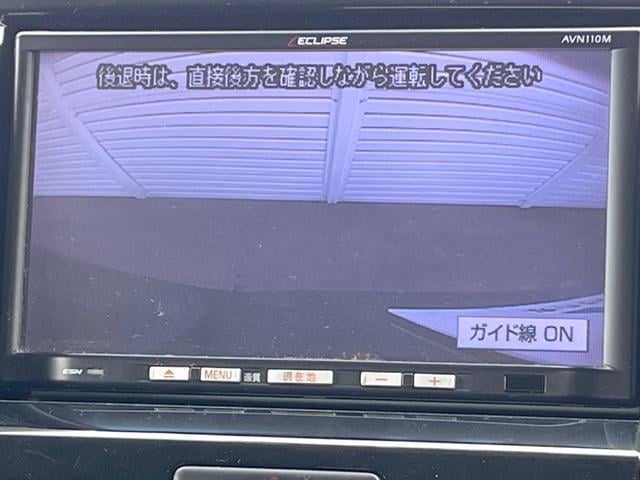 ECLIPSE
AVN110M
後退時は、直接後方を確認しながら運転してください
ガイド線 ON
ESN
MENU
画質
現在地